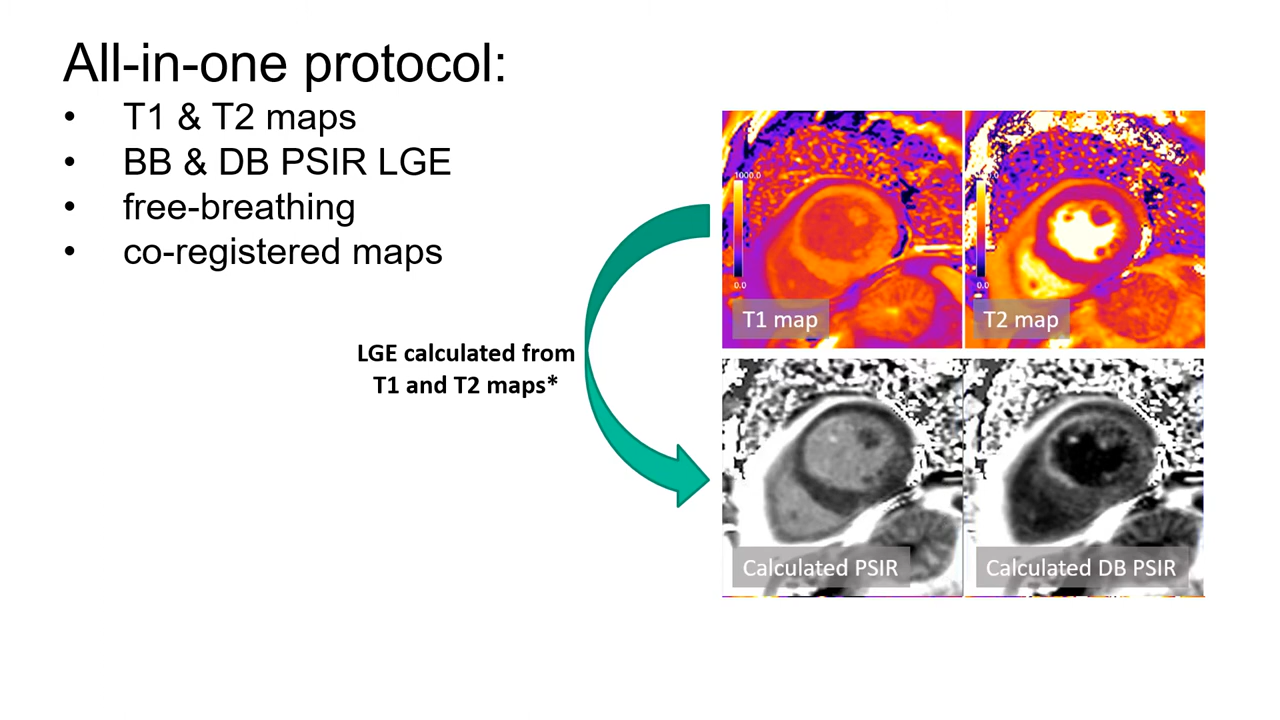 All-in-one protocol:
• T1 & T2 maps
• BB & DB PSIR LGE
• free-breathing
• co-registered maps
LGE calculated from
T1 and T2 maps*
1000.0
0.0
T1 map
0.0
T2 map
Calculated PSIR
Calculated DB PSIR